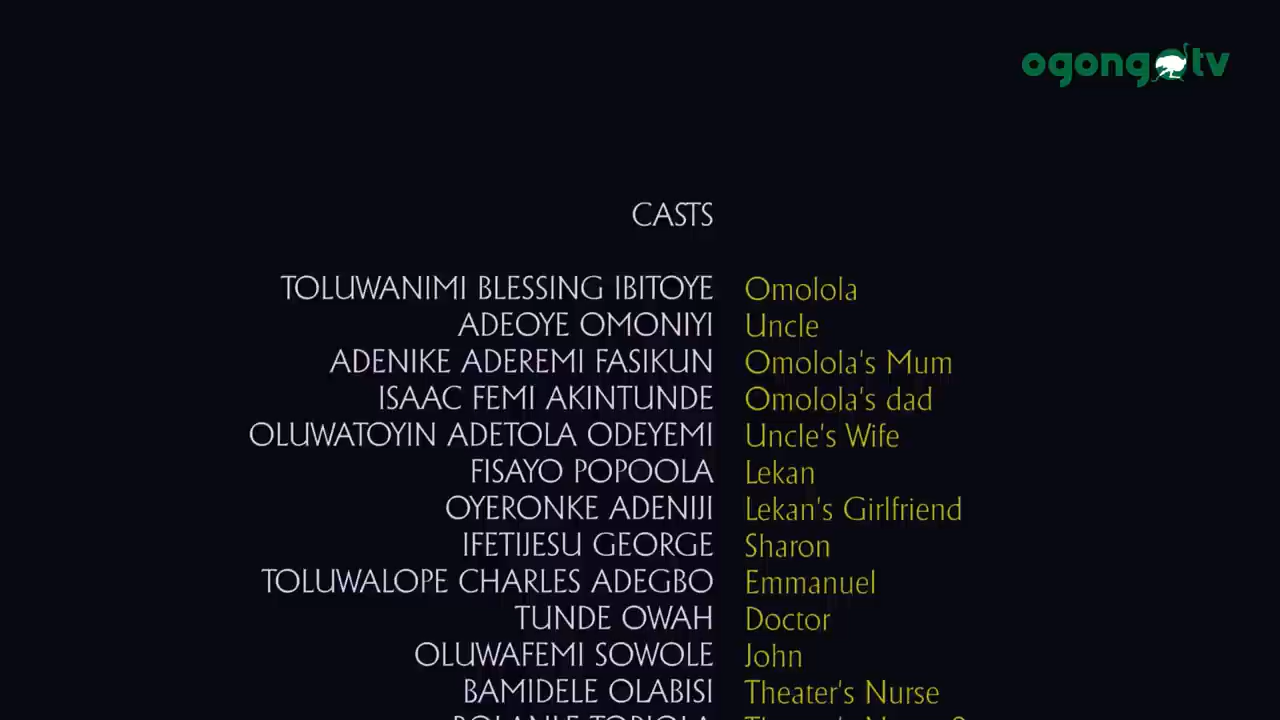 ogongotv
CASTS
TOLUWANIMI BLESSING IBITOYE Omolola
ADEOYE OMONIYI Uncle
ADENIKE ADEREMI FASIKUN Omolola's Mum
ISAAC FEMI AKINTUNDE Omolola's dad
OLUWATOYIN ADETOLA ODEYEMI Uncle's Wife
FISAYO POPOOLA Lekan
OYERONKE ADENIJI Lekan's Girlfriend
IFETIJESU GEORGE Sharon
TOLUWALOPE CHARLES ADEGBO Emmanuel
TUNDE OWAH Doctor
OLUWAFEMI SOWOLE John
BAMIDELE OLABISI Theater's Nurse